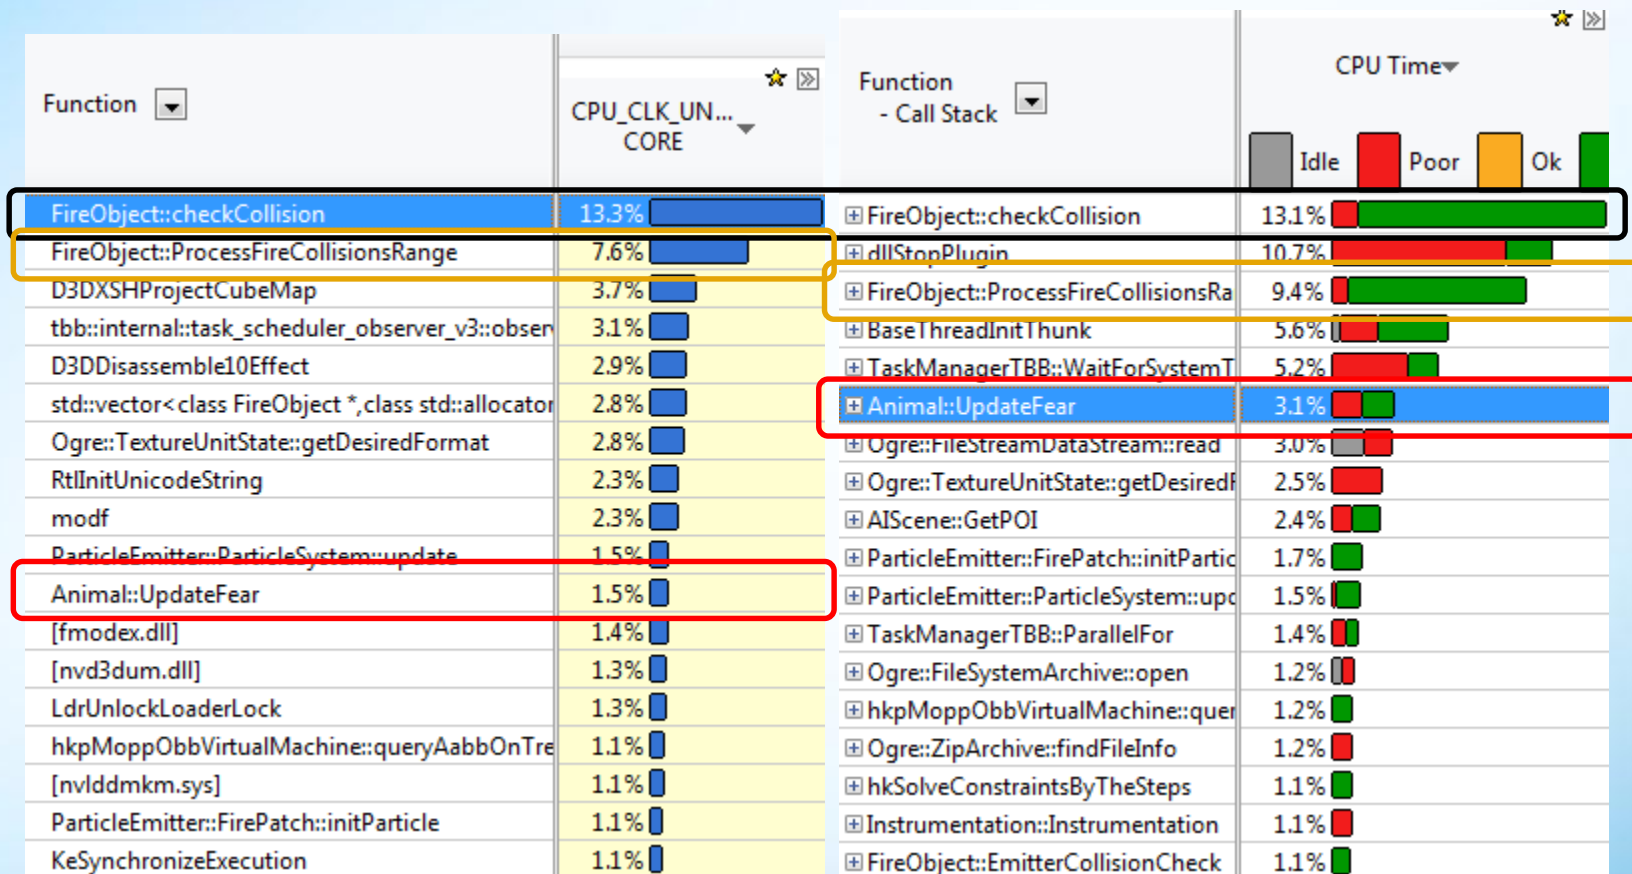 Function
CPU_CLK_UN...
CORE
FireObject::checkCollision 13.3%
FireObject::ProcessFireCollisionsRange 7.6%
D3DXSHProjectCubeMap 3.7%
tbb::internal::task_scheduler_observer_v3::obser 3.1%
D3DDisassemble10Effect 2.9%
std::vector<class FireObject *,class std::allocator 2.8%
Ogre::TextureUnitState::getDesiredFormat 2.8%
RtlInitUnicodeString 2.3%
modf 2.3%
ParticleEmitter::ParticleSystem::update 1.5%
Animal::UpdateFear 1.5%
[fmodex.dll] 1.4%
[nvd3dum.dll] 1.3%
LdrUnlockLoaderLock 1.3%
hkpMoppObbVirtualMachine::queryAabbOnTre 1.1%
[nvlddmkm.sys] 1.1%
ParticleEmitter::FirePatch::initParticle 1.1%
KeSynchronizeExecution 1.1%
Function
- Call Stack
CPU Time
Idle Poor Ok
FireObject::checkCollision 13.1%
dllStopPlugin 10.7%
FireObject::ProcessFireCollisionsRa 9.4%
BaseThreadInitThunk 5.6%
TaskManagerTBB::WaitForSystemT 5.2%
Animal::UpdateFear 3.1%
Ogre::FileStreamDataStream::read 3.0%
Ogre::TextureUnitState::getDesiredF 2.5%
AIScene::GetPOI 2.4%
ParticleEmitter::FirePatch::initPartic 1.7%
ParticleEmitter::ParticleSystem::upd 1.5%
TaskManagerTBB::ParallelFor 1.4%
Ogre::FileSystemArchive::open 1.2%
hkpMoppObbVirtualMachine::quer 1.2%
Ogre::ZipArchive::findFileInfo 1.2%
hkSolveConstraintsByTheSteps 1.1%
Instrumentation::Instrumentation 1.1%
FireObject::EmitterCollisionCheck 1.1%